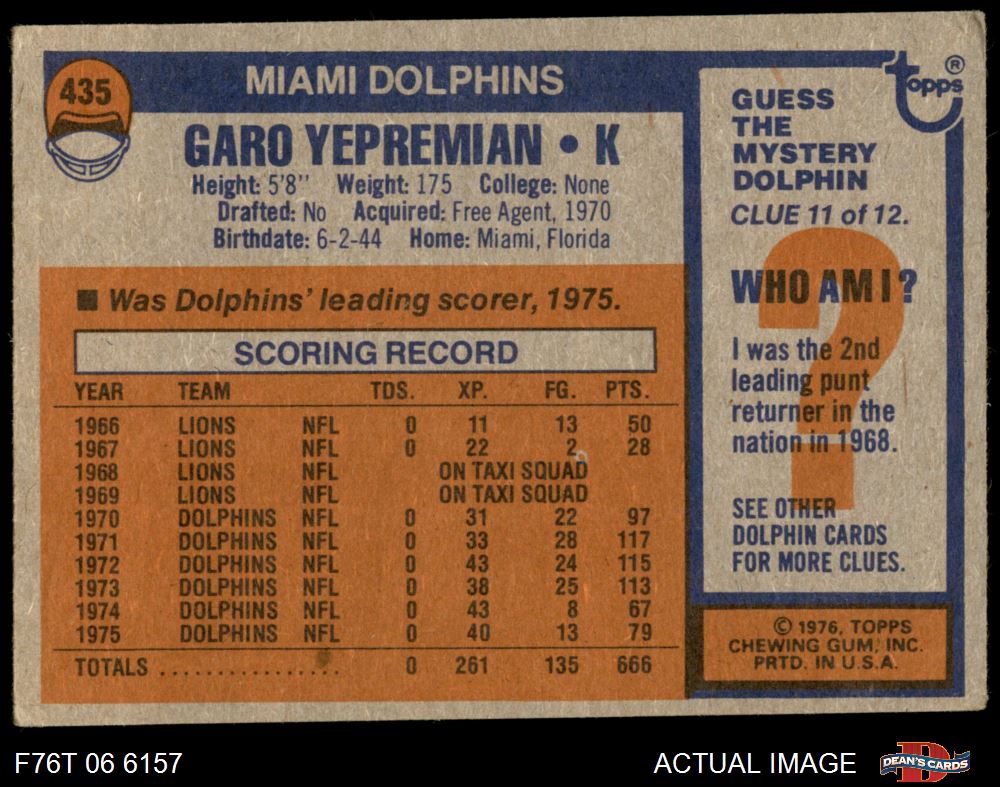 435
MIAMI DOLPHINS
GARO YEPREMIAN • K
Height: 5'8" Weight: 175 College: None
Drafted: No Acquired: Free Agent, 1970
Birthdate: 6-2-44 Home: Miami, Florida
■ Was Dolphins' leading scorer, 1975.
SCORING RECORD
YEAR TEAM TDS. XP. FG. PTS.
1966 LIONS NFL 0 11 13 50
1967 LIONS NFL 0 22 2 28
1968 LIONS NFL ON TAXI SQUAD
1969 LIONS NFL ON TAXI SQUAD
1970 DOLPHINS NFL 0 31 22 97
1971 DOLPHINS NFL 0 33 28 117
1972 DOLPHINS NFL 0 43 24 115
1973 DOLPHINS NFL 0 38 25 113
1974 DOLPHINS NFL 0 43 8 67
1975 DOLPHINS NFL 0 40 13 79
TOTALS ................ 0 261 135 666
topps ®
GUESS
THE
MYSTERY
DOLPHIN
CLUE 11 of 12.
?
WHO AM I?
I was the 2nd
leading punt
returner in the
nation in 1968.
SEE OTHER
DOLPHIN CARDS
FOR MORE CLUES.
© 1976, TOPPS
CHEWING GUM, INC.
PRTD. IN U.S.A.
F76T 06 6157
ACTUAL IMAGE
DEAN'S CARDS